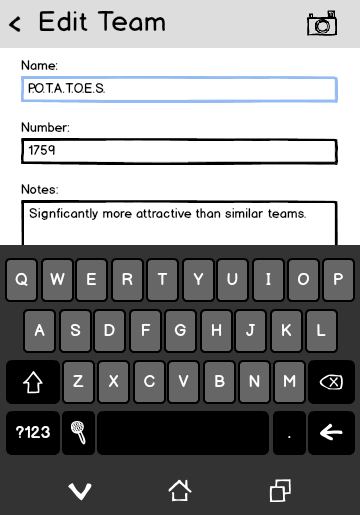 Edit Team
Name:
P.O.T.A.T.O.E.S.
Number:
1759
Notes:
Signficantly more attractive than similar teams.
Q W E R T Y U I O P
A S D F G H J K L
Z X C V B N M
?123 .